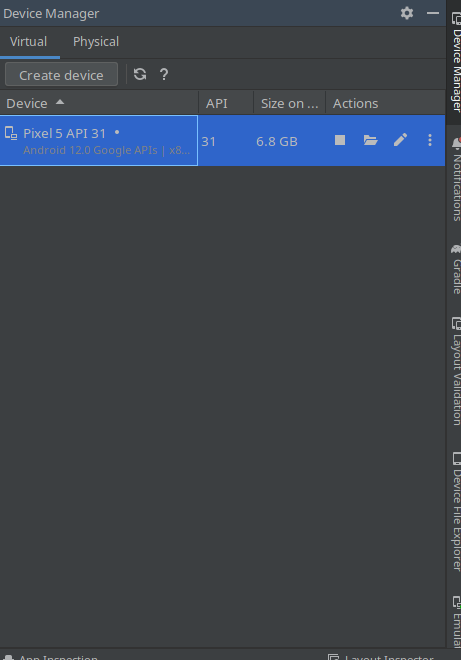 Device Manager
Virtual Physical
Create device ?
Device API Size on ... Actions
Pixel 5 API 31 31 6.8 GB
Android 12.0 Google APIs | x8...
Device Manager
Notifications
Gradle
Layout Validation
Device File Explorer
Emula
App Inspection Layout Inspector